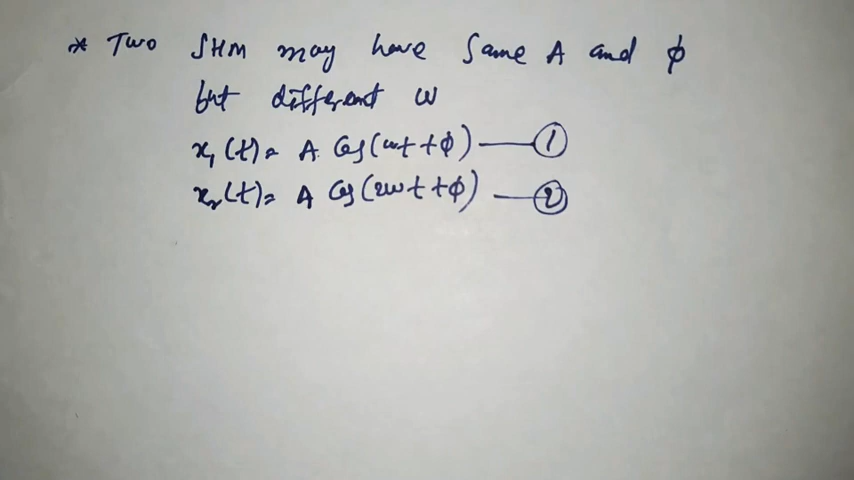 * Two SHM may have same A and ϕ
but different ω
x₁(t) = A cos(ωt + ϕ) — ①
x₂(t) = A cos(2ωt + ϕ) — ②